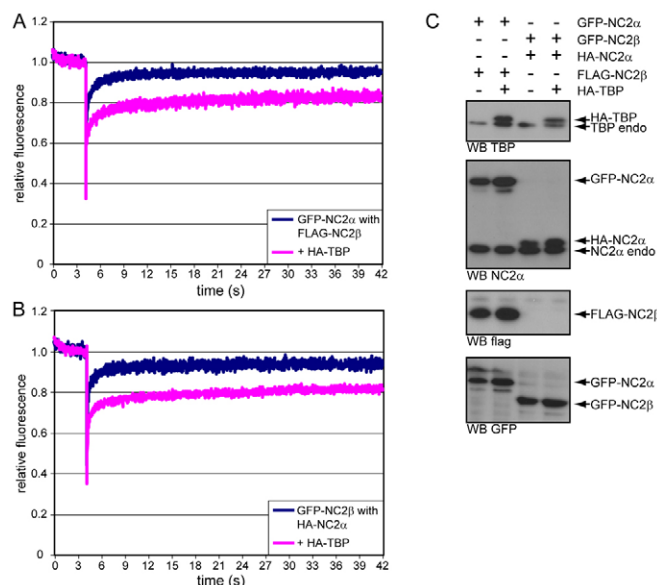 A
1.2
1.0
0.8
0.6
0.4
0.2
0
relative fluorescence
0 3 6 9 12 15 18 21 24 27 30 33 36 39 42
time (s)
GFP-NC2α with
FLAG-NC2β
+ HA-TBP
B
1.2
1.0
0.8
0.6
0.4
0.2
0
relative fluorescence
0 3 6 9 12 15 18 21 24 27 30 33 36 39 42
time (s)
GFP-NC2β with
HA-NC2α
+ HA-TBP
C
+ + - - GFP-NC2α
- - + + GFP-NC2β
- - + + HA-NC2α
+ + - - FLAG-NC2β
- + - + HA-TBP
HA-TBP
TBP endo
WB TBP
GFP-NC2α
HA-NC2α
NC2α endo
WB NC2α
FLAG-NC2β
WB flag
GFP-NC2α
GFP-NC2β
WB GFP